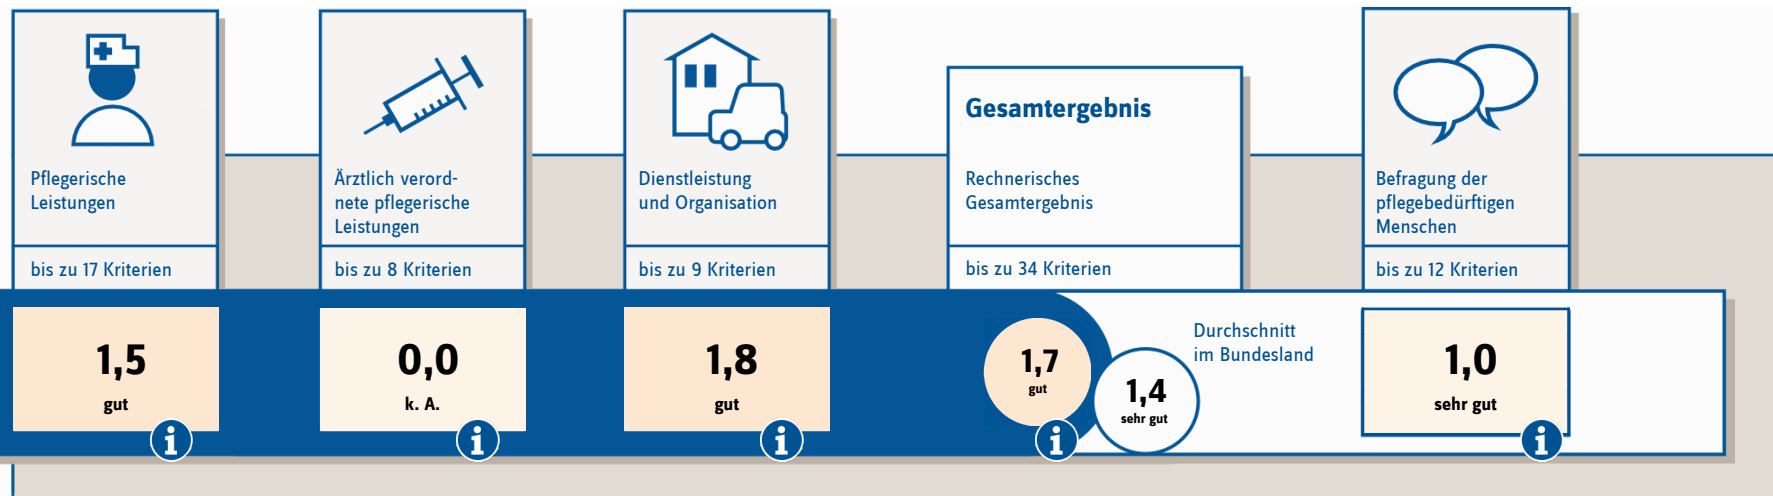 Pflegerische
Leistungen
bis zu 17 Kriterien
1,5
gut
i
Ärztlich verord-
nete pflegerische
Leistungen
bis zu 8 Kriterien
0,0
k. A.
i
Dienstleistung
und Organisation
bis zu 9 Kriterien
1,8
gut
i
Gesamtergebnis
Rechnerisches
Gesamtergebnis
bis zu 34 Kriterien
1,7
gut
i
1,4
sehr gut
Durchschnitt
im Bundesland
Befragung der
pflegebedürftigen
Menschen
bis zu 12 Kriterien
1,0
sehr gut
i